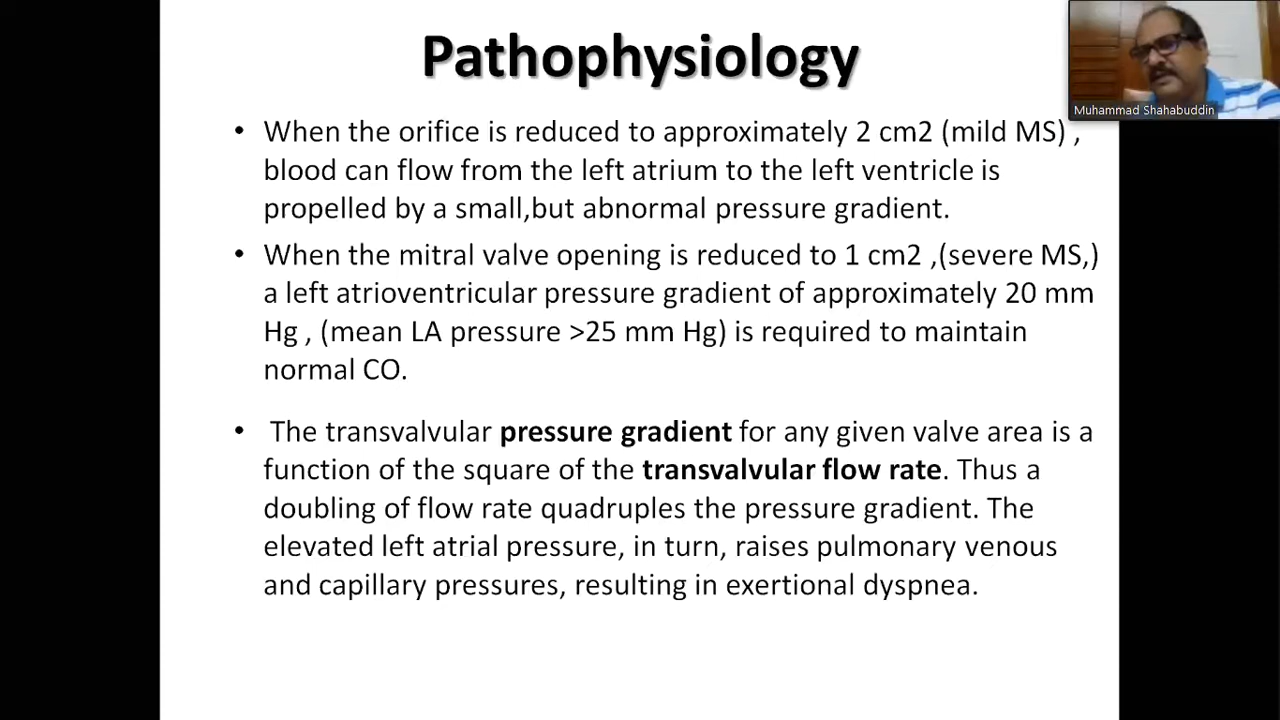 Pathophysiology
Muhammad Shahabuddin
• When the orifice is reduced to approximately 2 cm2 (mild MS) ,
blood can flow from the left atrium to the left ventricle is
propelled by a small,but abnormal pressure gradient.
• When the mitral valve opening is reduced to 1 cm2 ,(severe MS,)
a left atrioventricular pressure gradient of approximately 20 mm
Hg , (mean LA pressure >25 mm Hg) is required to maintain
normal CO.
• The transvalvular pressure gradient for any given valve area is a
function of the square of the transvalvular flow rate. Thus a
doubling of flow rate quadruples the pressure gradient. The
elevated left atrial pressure, in turn, raises pulmonary venous
and capillary pressures, resulting in exertional dyspnea.